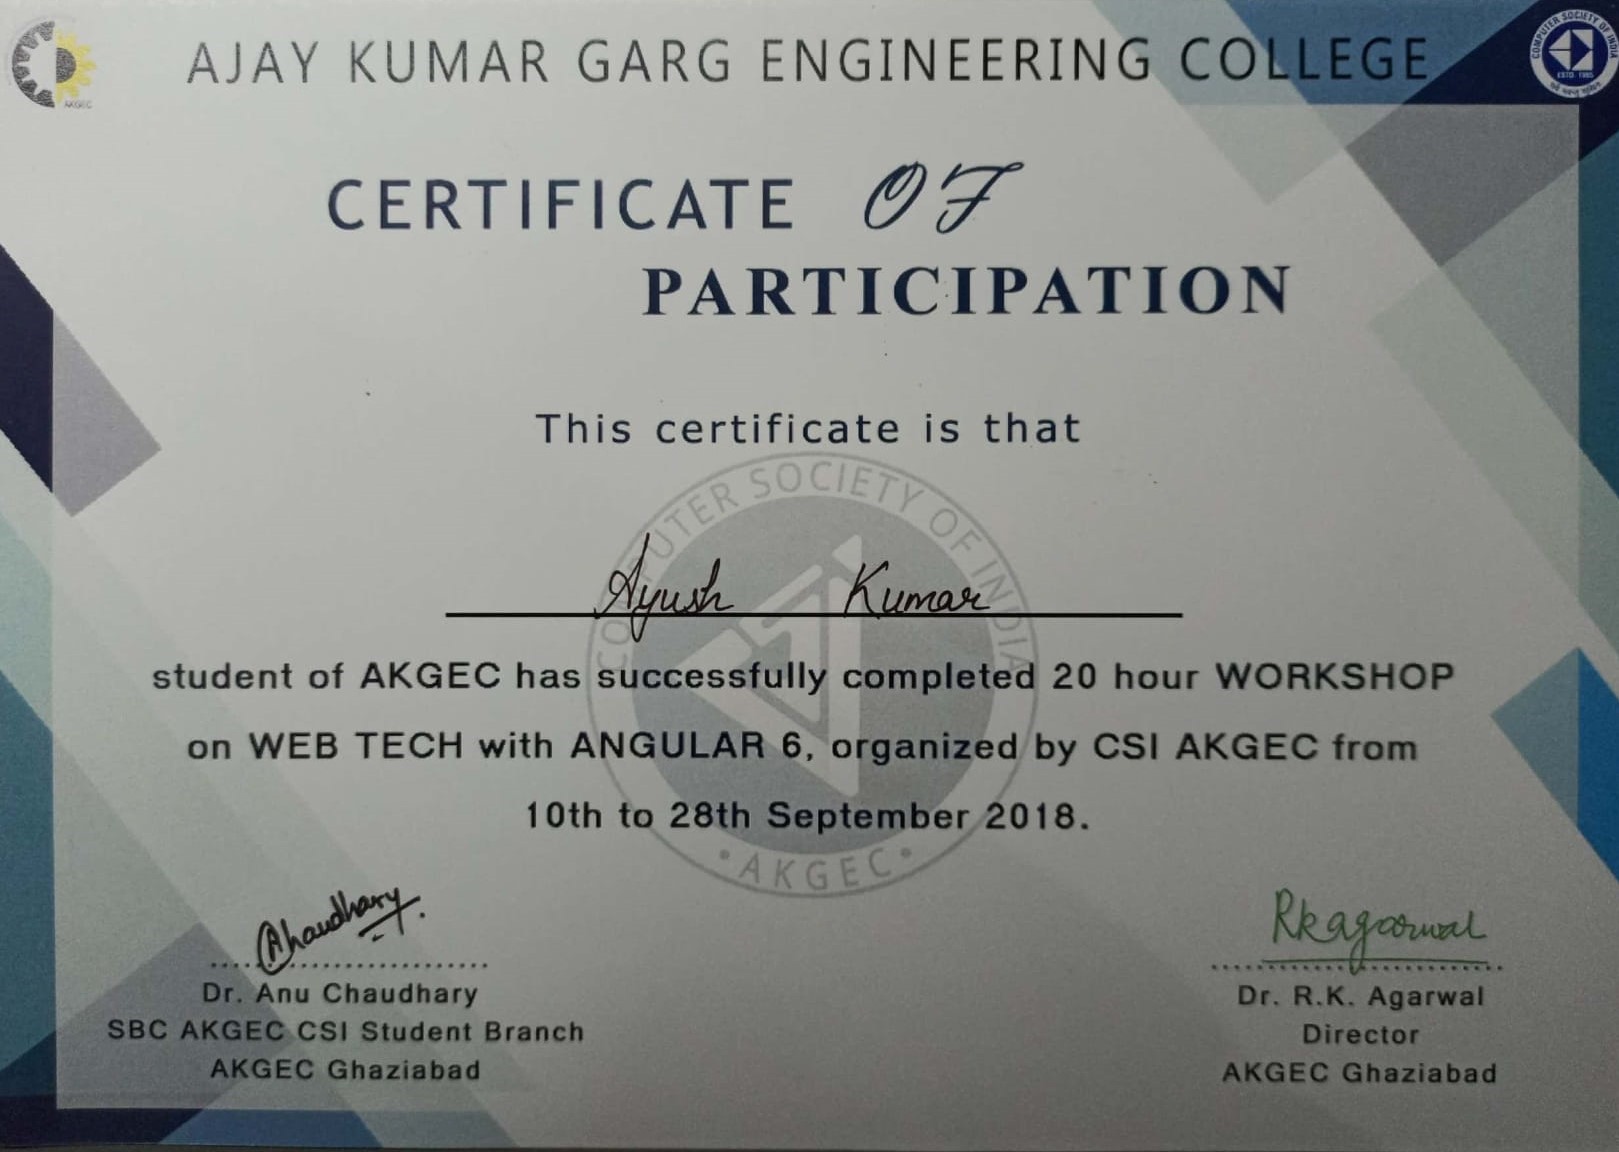 AKGEC
AJAY KUMAR GARG ENGINEERING COLLEGE
COMPUTER SOCIETY OF INDIA
ESTD. 1965
CERTIFICATE OF
PARTICIPATION
This certificate is that
COMPUTER SOCIETY OF INDIA
Ayush Kumar
student of AKGEC has successfully completed 20 hour WORKSHOP
on WEB TECH with ANGULAR 6, organized by CSI AKGEC from
10th to 28th September 2018.
• AKGEC •
AChaudhary.
Dr. Anu Chaudhary
SBC AKGEC CSI Student Branch
AKGEC Ghaziabad
Rkagarwal
Dr. R.K. Agarwal
Director
AKGEC Ghaziabad